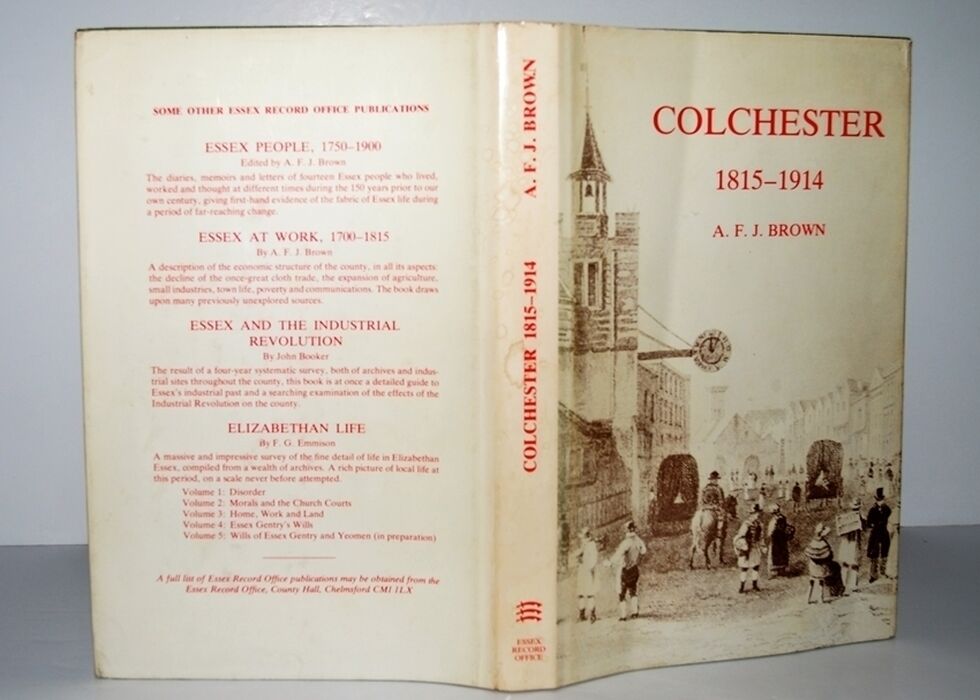 SOME OTHER ESSEX RECORD OFFICE PUBLICATIONS
ESSEX PEOPLE, 1750–1900
Edited by A. F. J. Brown
The diaries, memoirs and letters of fourteen Essex people who lived,
worked and thought at different times during the 150 years prior to our
own century, giving first-hand evidence of the fabric of Essex life during
a period of far-reaching change.
ESSEX AT WORK, 1700–1815
By A. F. J. Brown
A description of the economic structure of the county, in all its aspects:
the decline of the once-great cloth trade, the expansion of agriculture,
small industries, town life, poverty and communications. The book draws
upon many previously unexplored sources.
ESSEX AND THE INDUSTRIAL
REVOLUTION
By John Booker
The result of a four-year systematic survey, both of archives and indus-
trial sites throughout the county, this book is at once a detailed guide to
Essex's industrial past and a searching examination of the effects of the
Industrial Revolution on the county.
ELIZABETHAN LIFE
By F. G. Emmison
A massive and impressive survey of the fine detail of life in Elizabethan
Essex, compiled from a wealth of archives. A rich picture of local life at
this period, on a scale never before attempted.
Volume 1: Disorder
Volume 2: Morals and the Church Courts
Volume 3: Home, Work and Land
Volume 4: Essex Gentry's Wills
Volume 5: Wills of Essex Gentry and Yeomen (in preparation)
A full list of Essex Record Office publications may be obtained from the
Essex Record Office, County Hall, Chelmsford CM1 1LX
COLCHESTER 1815–1914 A. F. J. BROWN
ESSEX
RECORD
OFFICE
COLCHESTER
1815–1914
A. F. J. BROWN